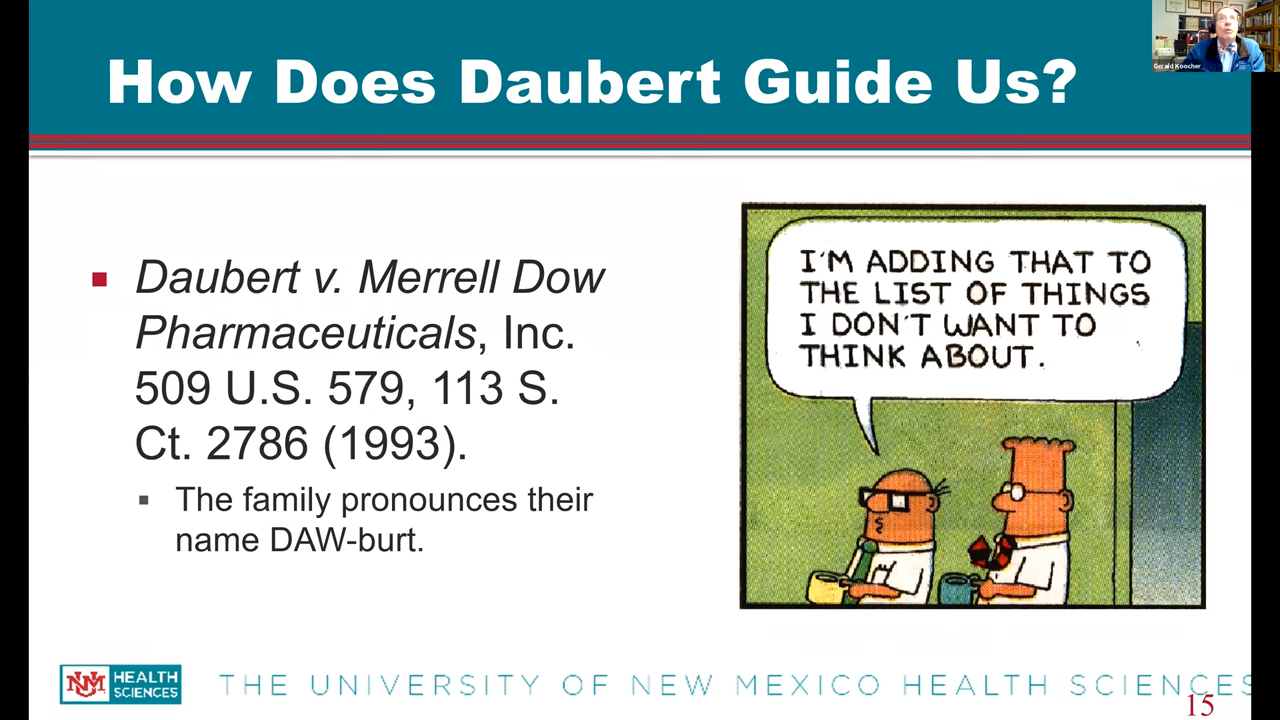 How Does Daubert Guide Us?
Gerald Koocher
Daubert v. Merrell Dow
Pharmaceuticals, Inc.
509 U.S. 579, 113 S.
Ct. 2786 (1993).
The family pronounces their
name DAW-burt.
I'M ADDING THAT TO
THE LIST OF THINGS
I DON'T WANT TO
THINK ABOUT.
UNM HEALTH
SCIENCES
THE UNIVERSITY OF NEW MEXICO HEALTH SCIENCES
15